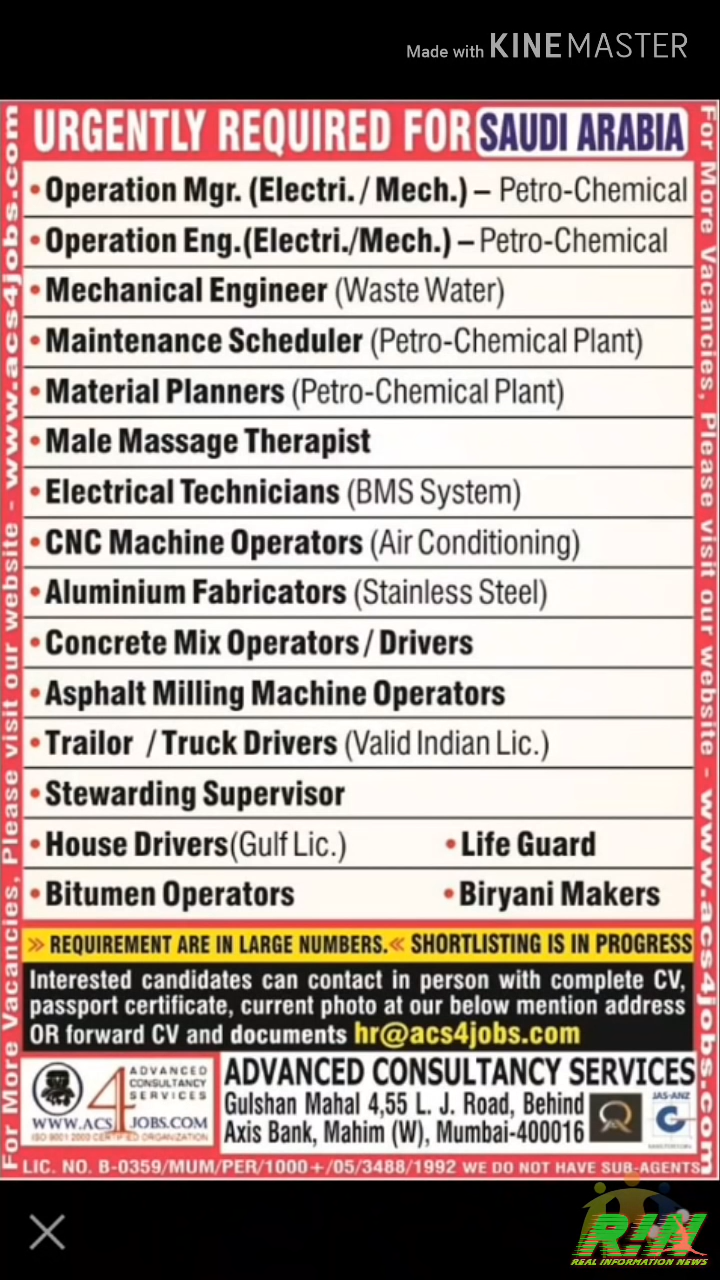 Made with KINEMASTER
URGENTLY REQUIRED FOR SAUDI ARABIA
• Operation Mgr. (Electri. / Mech.) – Petro-Chemical
• Operation Eng.(Electri./Mech.) – Petro-Chemical
• Mechanical Engineer (Waste Water)
• Maintenance Scheduler (Petro-Chemical Plant)
• Material Planners (Petro-Chemical Plant)
• Male Massage Therapist
• Electrical Technicians (BMS System)
• CNC Machine Operators (Air Conditioning)
• Aluminium Fabricators (Stainless Steel)
• Concrete Mix Operators / Drivers
• Asphalt Milling Machine Operators
• Trailor / Truck Drivers (Valid Indian Lic.)
• Stewarding Supervisor
• House Drivers(Gulf Lic.) • Life Guard
• Bitumen Operators • Biryani Makers
» REQUIREMENT ARE IN LARGE NUMBERS.« SHORTLISTING IS IN PROGRESS
Interested candidates can contact in person with complete CV,
passport certificate, current photo at our below mention address
OR forward CV and documents hr@acs4jobs.com
4 ADVANCED
CONSULTANCY
SERVICES
WWW.ACS JOBS.COM
ISO 9001 2000 CERTIFIED ORGANIZATION
ADVANCED CONSULTANCY SERVICES
Gulshan Mahal 4,55 L. J. Road, Behind
Axis Bank, Mahim (W), Mumbai-400016
JAS-ANZ
LIC. NO. B-0359/MUM/PER/1000+/05/3488/1992 WE DO NOT HAVE SUB-AGENTS
For More Vacancies, Please visit our website - www.acs4jobs.com
For More Vacancies, Please visit our website - www.acs4jobs.com
R!N
REAL INFORMATION NEWS